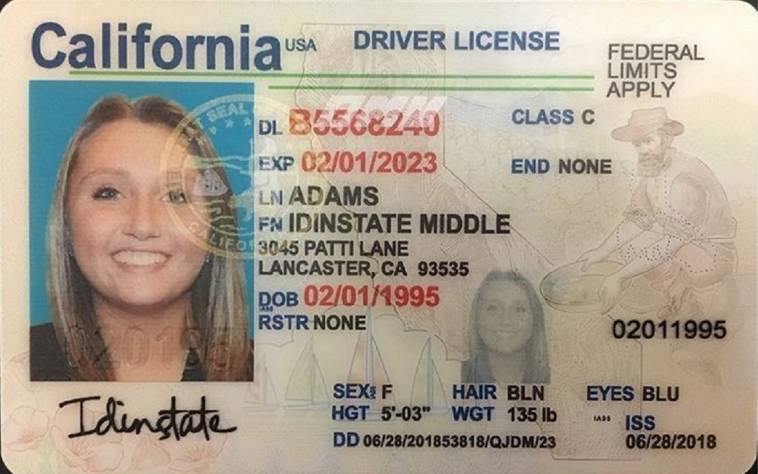 California USA DRIVER LICENSE
FEDERAL
LIMITS
APPLY
DL B5568240 CLASS C
EXP 02/01/2023 END NONE
LN ADAMS
FN IDINSTATE MIDDLE
3045 PATTI LANE
LANCASTER, CA 93535
DOB 02/01/1995
RSTR NONE
02011995
SEX F HAIR BLN EYES BLU
HGT 5'-03" WGT 135 lb ISS
DD 06/28/201853818/QJDM/23 06/28/2018
Idinstate